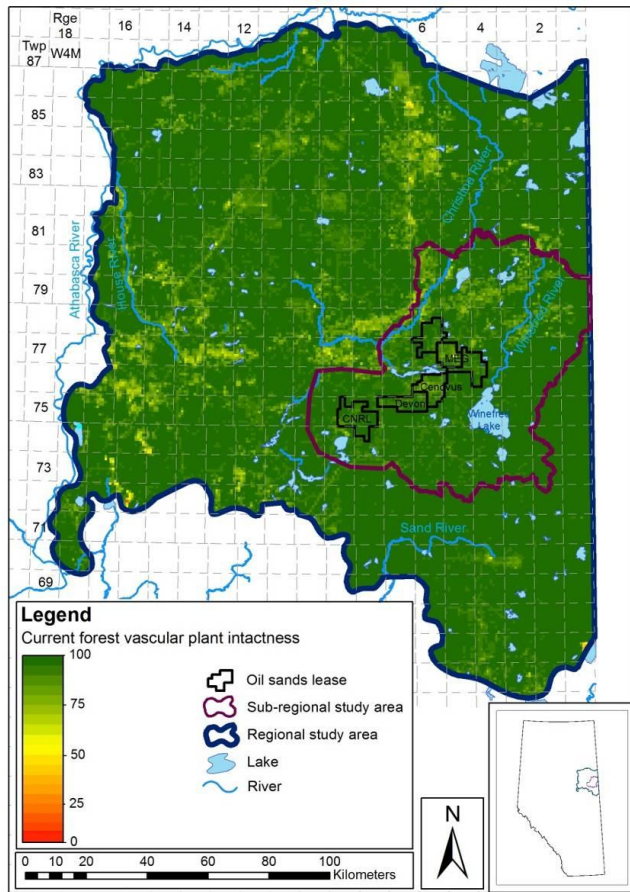 Rge
18
16
14
12
6
4
2
Twp
W4M
87
85
83
81
79
77
75
73
71
69
Athabasca River
House River
Christina River
Winefred River
MEG
Cenovus
Devon
CNRL
Winefred
Lake
Sand River
Legend
Current forest vascular plant intactness
100
75
50
25
0
Oil sands lease
Sub-regional study area
Regional study area
Lake
River
N
0 10 20 40 60 80 100
Kilometers